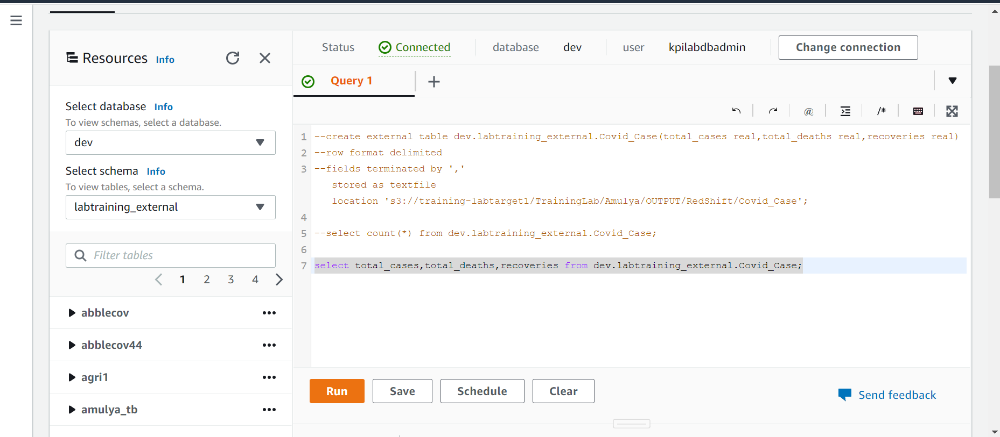 Resources Info
Select database Info
To view schemas, select a database.
dev
Select schema Info
To view tables, select a schema.
labtraining_external
Filter tables
1 2 3 4
abblecov
abblecov44
agri1
amulya_tb
Status Connected database dev user kpilabdbadmin Change connection
Query 1
@ /*
1 --create external table dev.labtraining_external.Covid_Case(total_cases real,total_deaths real,recoveries real)
2 --row format delimited
3 --fields terminated by ','
stored as textfile
location 's3://training-labtarget1/TrainingLab/Amulya/OUTPUT/RedShift/Covid_Case';
4
5 --select count(*) from dev.labtraining_external.Covid_Case;
6
7 select total_cases,total_deaths,recoveries from dev.labtraining_external.Covid_Case;
Run Save Schedule Clear
Send feedback